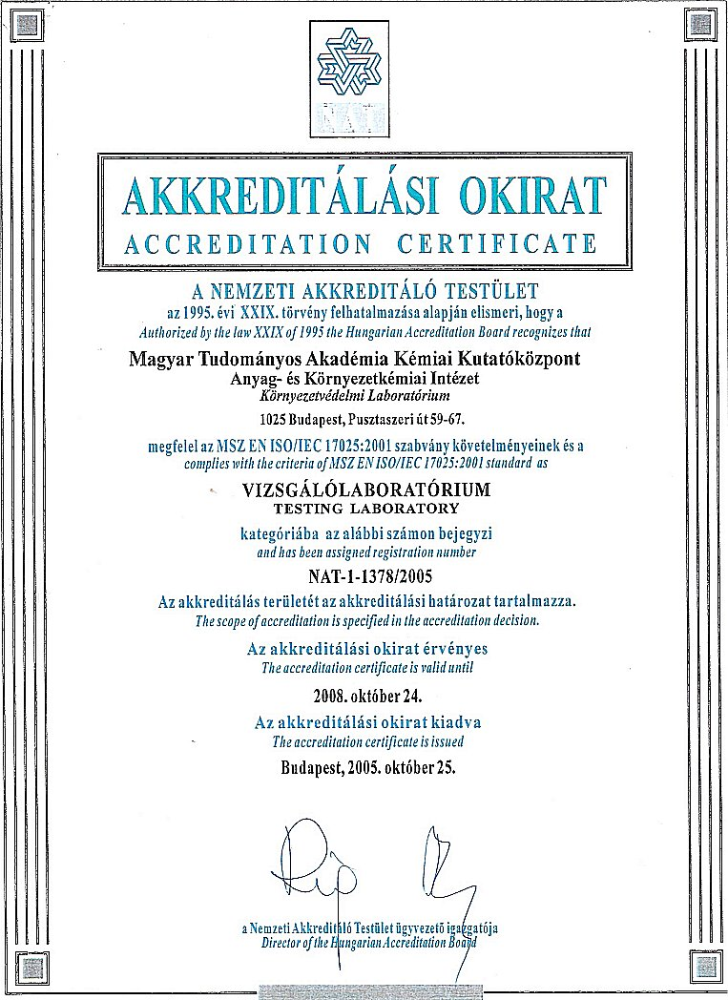 NAT
AKKREDITÁLÁSI OKIRAT
ACCREDITATION CERTIFICATE
A NEMZETI AKKREDITÁLÓ TESTÜLET
az 1995. évi XXIX. törvény felhatalmazása alapján elismeri, hogy a
Authorized by the law XXIX of 1995 the Hungarian Accreditation Board recognizes that
Magyar Tudományos Akadémia Kémiai Kutatóközpont
Anyag- és Környezetkémiai Intézet
Környezetvédelmi Laboratórium
1025 Budapest, Pusztaszeri út 59-67.
megfelel az MSZ EN ISO/IEC 17025:2001 szabvány követelményeinek és a
complies with the criteria of MSZ EN ISO/IEC 17025:2001 standard as
VIZSGÁLÓLABORATÓRIUM
TESTING LABORATORY
kategóriába az alábbi számon bejegyzi
and has been assigned registration number
NAT-1-1378/2005
Az akkreditálás területét az akkreditálási határozat tartalmazza.
The scope of accreditation is specified in the accreditation decision.
Az akkreditálási okirat érvényes
The accreditation certificate is valid until
2008. október 24.
Az akkreditálási okirat kiadva
The accreditation certificate is issued
Budapest, 2005. október 25.
a Nemzeti Akkreditáló Testület ügyvezető igazgatója
Director of the Hungarian Accreditation Board